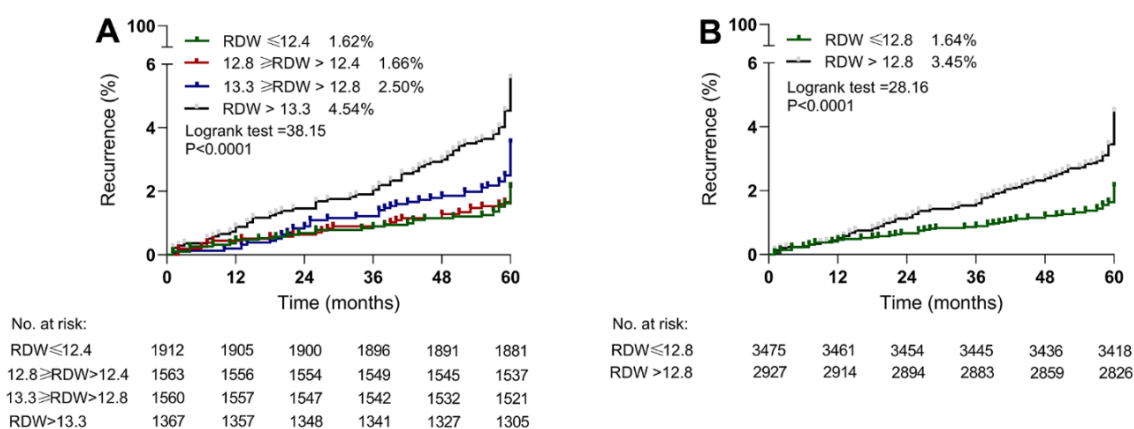 A
100
6
4
2
0
Recurrence (%)
RDW ⩽12.4 1.62%
12.8 ⩾RDW > 12.4 1.66%
13.3 ⩾RDW > 12.8 2.50%
RDW > 13.3 4.54%
Logrank test =38.15
P<0.0001
0 12 24 36 48 60
Time (months)
No. at risk:
RDW⩽12.4 1912 1905 1900 1896 1891 1881
12.8⩾RDW>12.4 1563 1556 1554 1549 1545 1537
13.3⩾RDW>12.8 1560 1557 1547 1542 1532 1521
RDW>13.3 1367 1357 1348 1341 1327 1305
B
100
6
4
2
0
Recurrence (%)
RDW ⩽12.8 1.64%
RDW > 12.8 3.45%
Logrank test =28.16
P<0.0001
0 12 24 36 48 60
Time (months)
No. at risk:
RDW⩽12.8 3475 3461 3454 3445 3436 3418
RDW >12.8 2927 2914 2894 2883 2859 2826